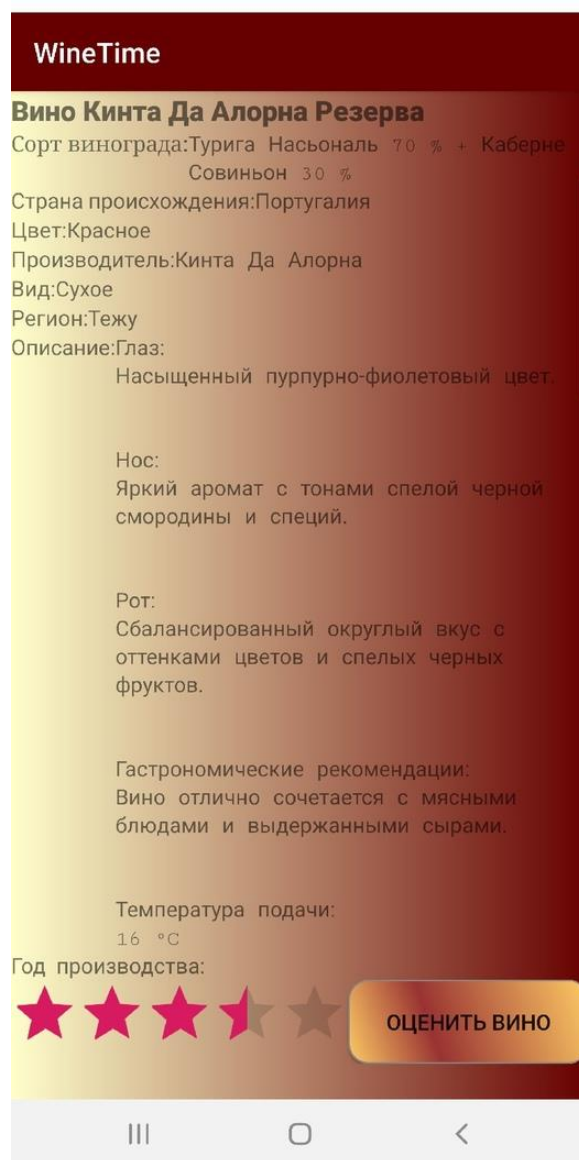 WineTime
Вино Кинта Да Алорна Резерва
Сорт винограда:Турига Насьональ 70 % + Каберне
Совиньон 30 %
Страна происхождения:Португалия
Цвет:Красное
Производитель:Кинта Да Алорна
Вид:Сухое
Регион:Тежу
Описание:Глаз:
Насыщенный пурпурно-фиолетовый цвет.
Нос:
Яркий аромат с тонами спелой черной
смородины и специй.
Рот:
Сбалансированный округлый вкус с
оттенками цветов и спелых черных
фруктов.
Гастрономические рекомендации:
Вино отлично сочетается с мясными
блюдами и выдержанными сырами.
Температура подачи:
16 °C
Год производства:
ОЦЕНИТЬ ВИНО